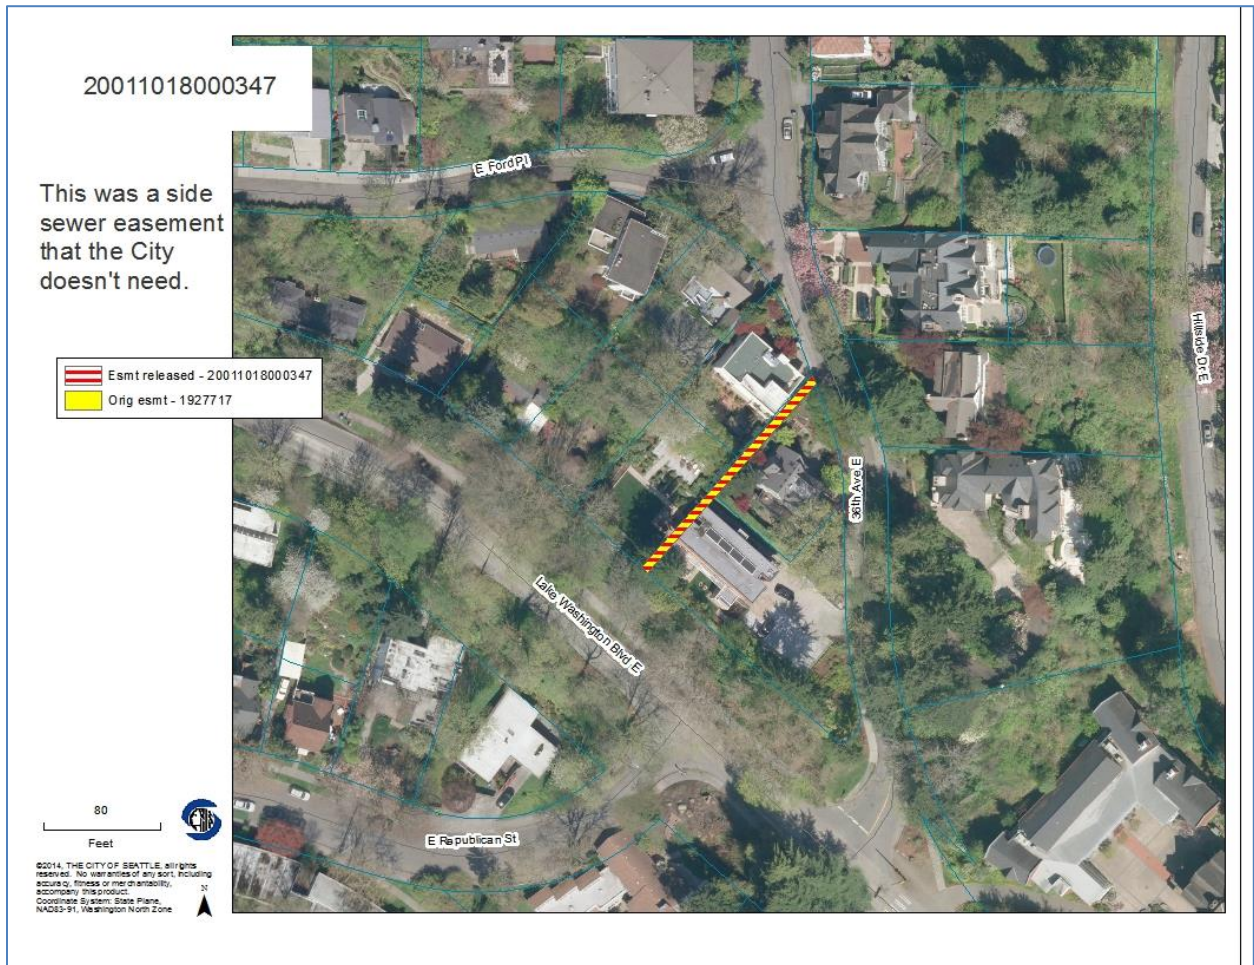 20011018000347
This was a side
sewer easement
that the City
doesn't need.
Esmt released - 20011018000347
Orig esmt - 1927717
E Ford Pl
Hillside Dr E
36th Ave E
Lake Washington Blvd E
E Republican St
80
Feet
©2014, THE CITY OF SEATTLE, all rights
reserved. No warranties of any sort, including
accuracy, fitness or merchantability,
accompany this product.
Coordinate System: State Plane,
NAD83-91, Washington North Zone
N